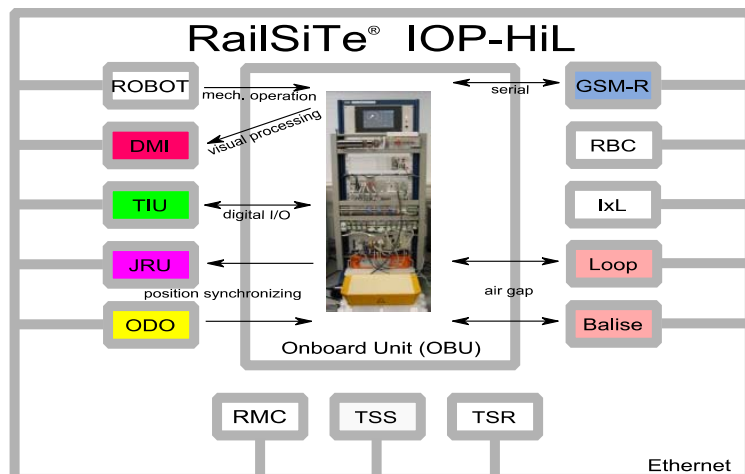 RailSiTe® IOP-HiL
ROBOT
mech. operation
serial
GSM-R
DMI
visual processing
RBC
TIU
digital I/O
IxL
JRU
Loop
position synchronizing
air gap
ODO
Balise
Onboard Unit (OBU)
RMC
TSS
TSR
Ethernet